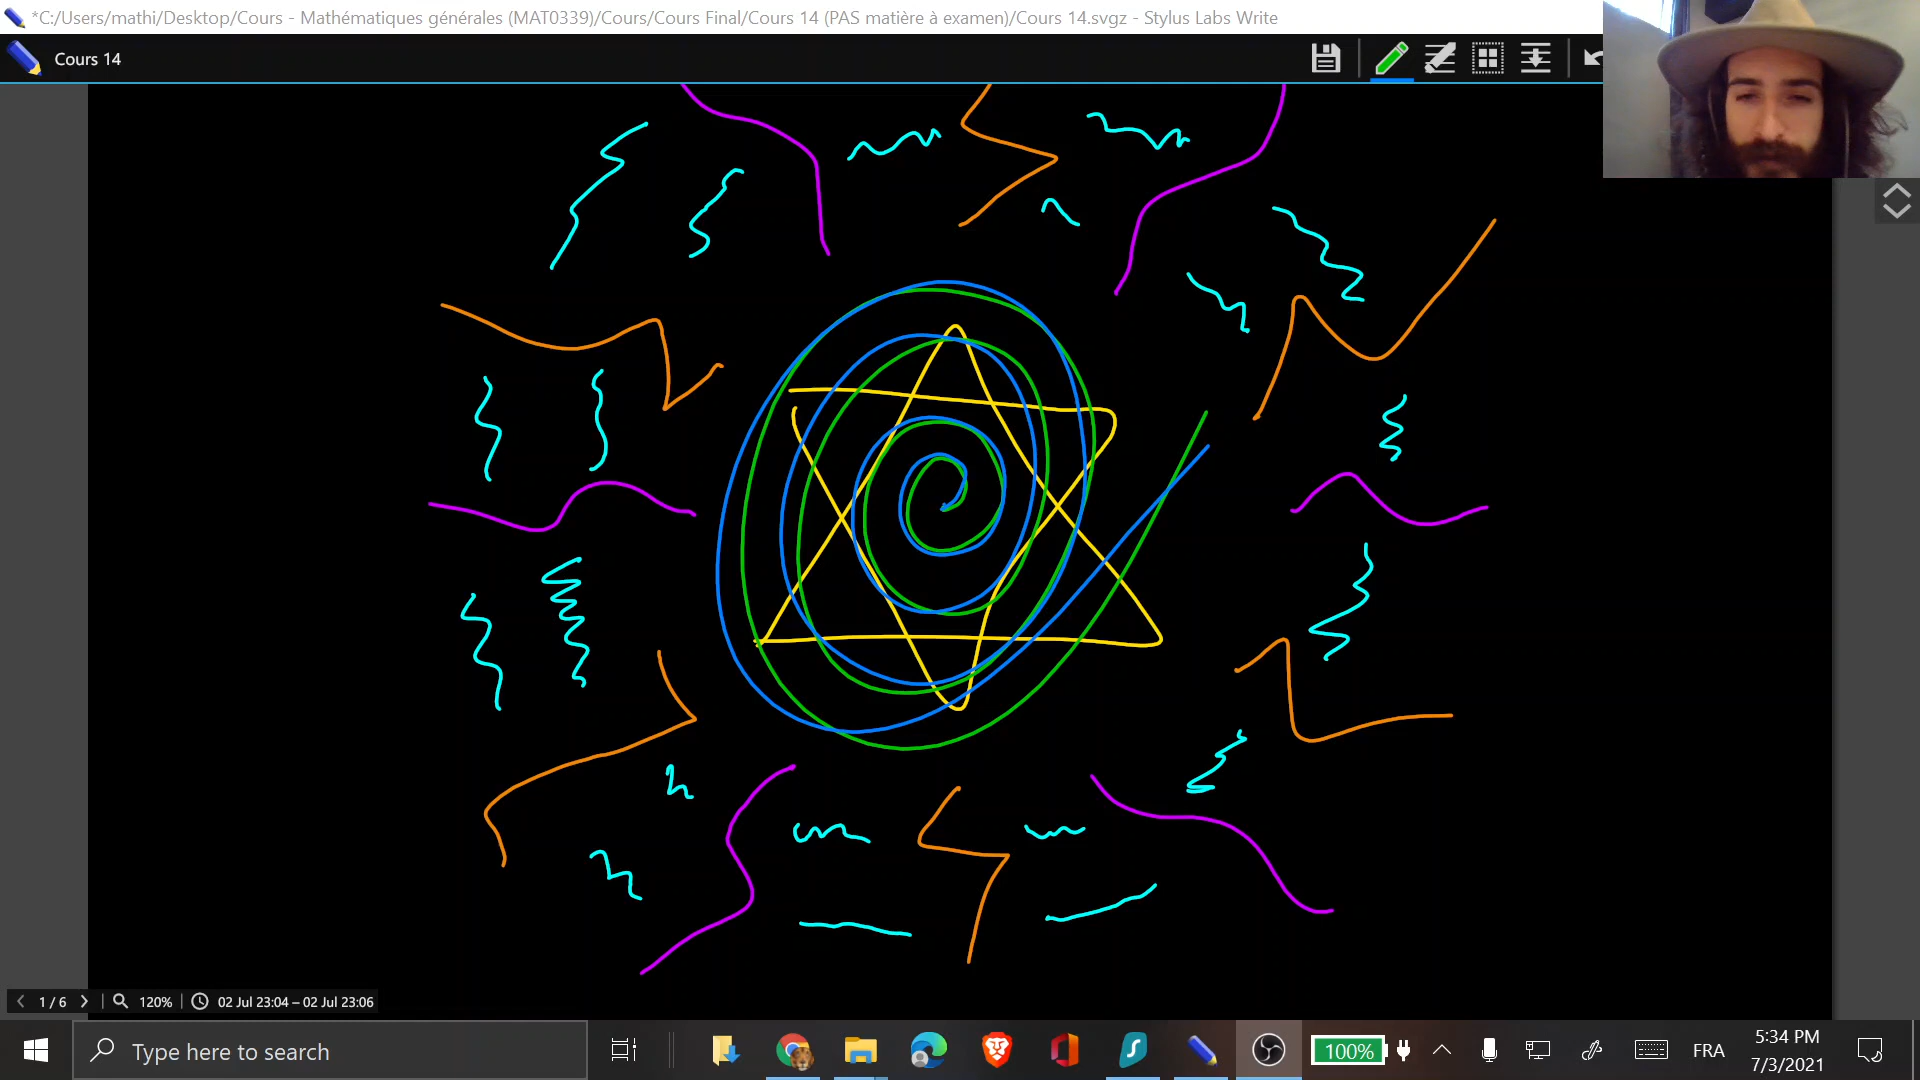 *C:/Users/mathi/Desktop/Cours - Mathématiques générales (MAT0339)/Cours/Cours Final/Cours 14 (PAS matière à examen)/Cours 14.svgz - Stylus Labs Write
Cours 14
1 / 6
120%
02 Jul 23:04 – 02 Jul 23:06
Type here to search
100%
FRA
5:34 PM
7/3/2021